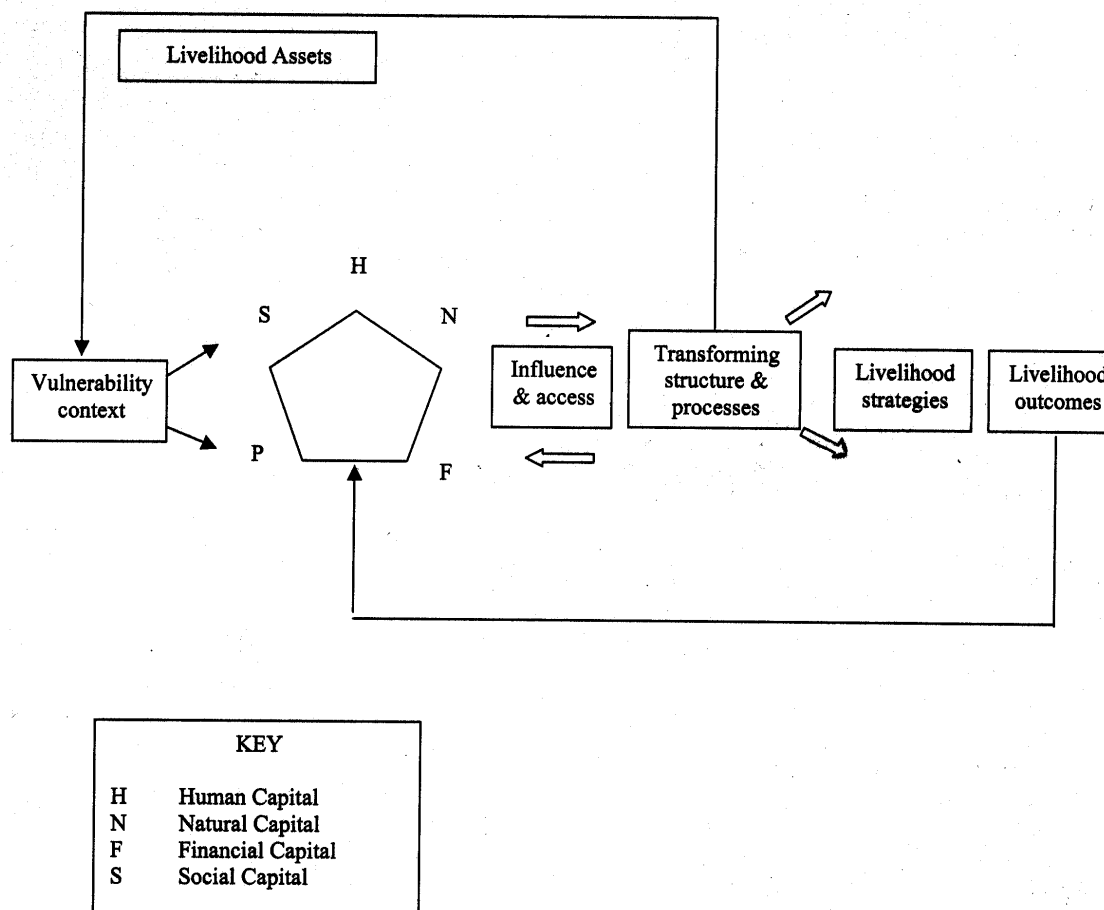 Livelihood Assets
H
S
N
Vulnerability
context
Influence
& access
Transforming
structure &
processes
Livelihood
strategies
Livelihood
outcomes
P
F
KEY
H Human Capital
N Natural Capital
F Financial Capital
S Social Capital